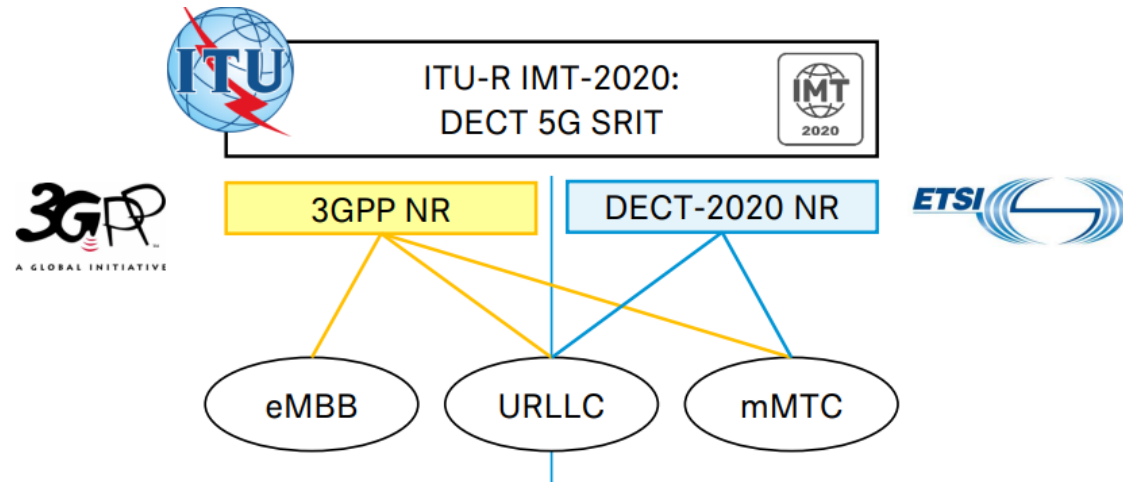 ITU
ITU-R IMT-2020:
DECT 5G SRIT
IMT
2020
3GPP
A GLOBAL INITIATIVE
3GPP NR
DECT-2020 NR
ETSI
eMBB
URLLC
mMTC